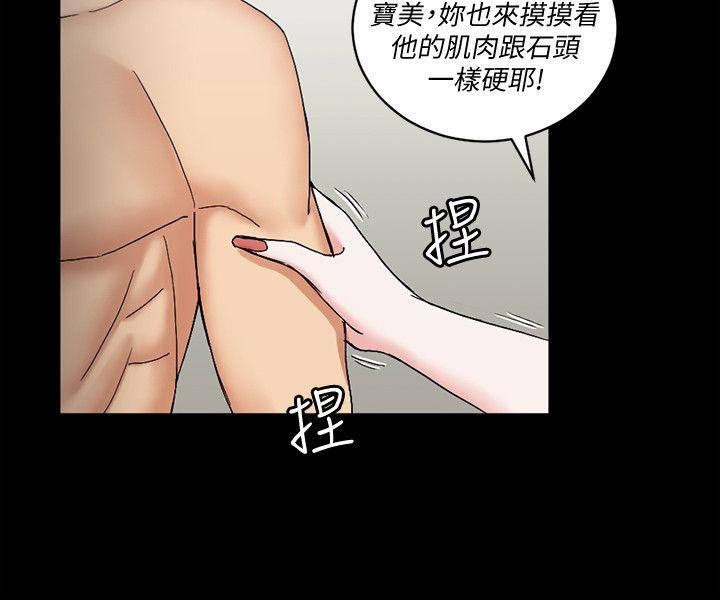 寶美，妳也來摸摸看
他的肌肉跟石頭
一樣硬耶！
捏
捏